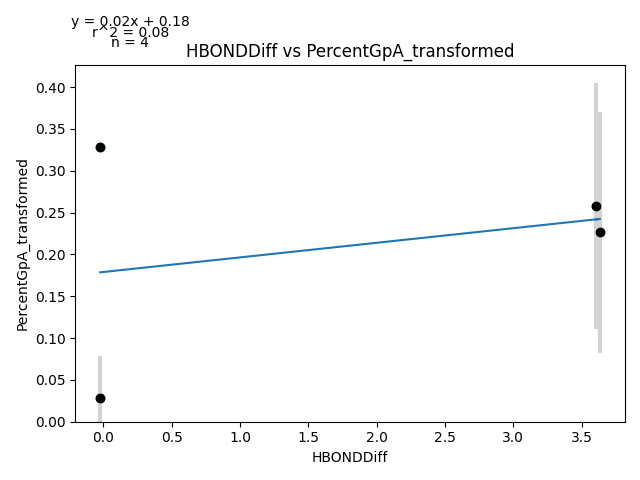 y = 0.02x + 0.18
r^2 = 0.08
n = 4
HBONDDiff vs PercentGpA_transformed
0.40
0.35
0.30
0.25
0.20
0.15
0.10
0.05
0.00
PercentGpA_transformed
0.0 0.5 1.0 1.5 2.0 2.5 3.0 3.5
HBONDDiff